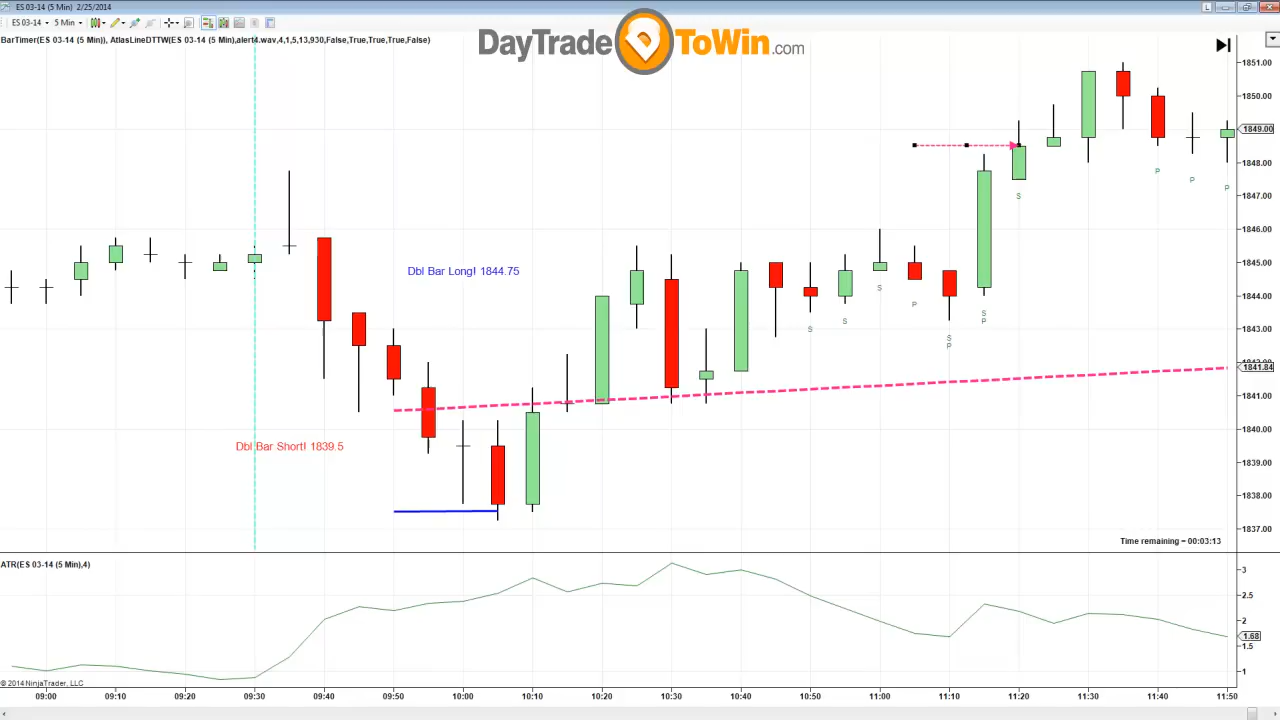 ES 03-14 (5 Min) 2/25/2014
L
ES 03-14 5 Min
BarTimer(ES 03-14 (5 Min)), AtlasLineDTTW(ES 03-14 (5 Min),alert4.wav,4,1,5,13,930,False,True,True,True,False)
DayTradeToWin.com
1851.00
1850.00
1849.00
1848.00
1847.00
1846.00
1845.00
1844.00
1843.00
1841.84
1841.00
1840.00
1839.00
1838.00
1837.00
Dbl Bar Long! 1844.75
Dbl Bar Short! 1839.5
S
S
S
P
S
P
S
P
S
P
P
P
Time remaining = 00:03:13
ATR(ES 03-14 (5 Min),4)
3
2.5
2
1.68
1.5
1
© 2014 NinjaTrader, LLC
09:00 09:10 09:20 09:30 09:40 09:50 10:00 10:10 10:20 10:30 10:40 10:50 11:00 11:10 11:20 11:30 11:40 11:50